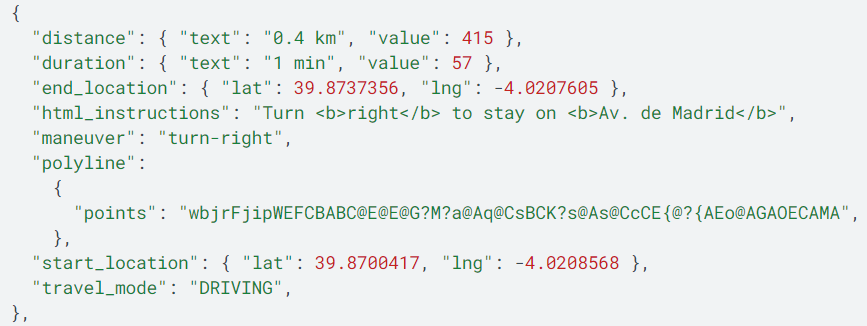 {
"distance": { "text": "0.4 km", "value": 415 },
"duration": { "text": "1 min", "value": 57 },
"end_location": { "lat": 39.8737356, "lng": -4.0207605 },
"html_instructions": "Turn <b>right</b> to stay on <b>Av. de Madrid</b>",
"maneuver": "turn-right",
"polyline":
{
"points": "wbjrFjipWEFCBABC@E@E@G?M?a@Aq@CsBCK?s@As@CcCE{@?{AEo@AGAOECAMA",
},
"start_location": { "lat": 39.8700417, "lng": -4.0208568 },
"travel_mode": "DRIVING",
},